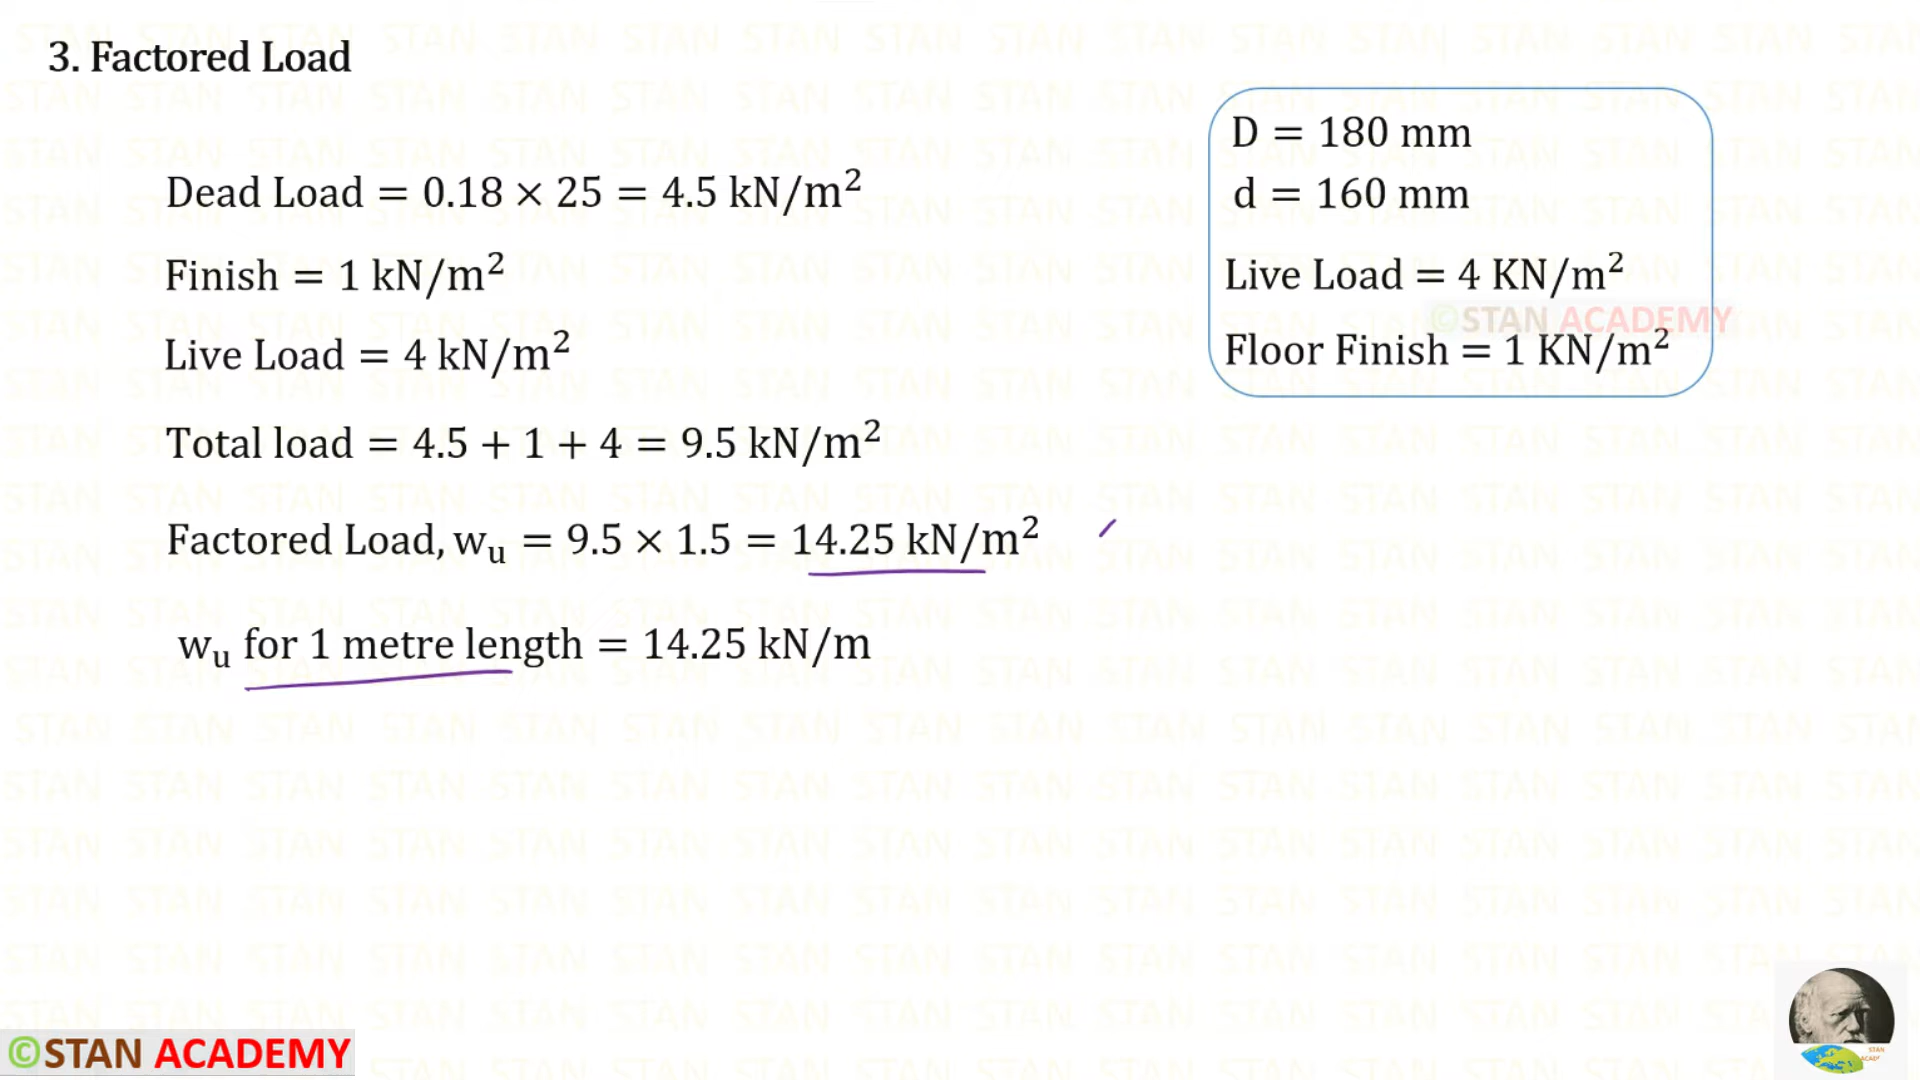 3. Factored Load
Dead Load = 0.18 × 25 = 4.5 kN/m²
Finish = 1 kN/m²
Live Load = 4 kN/m²
Total load = 4.5 + 1 + 4 = 9.5 kN/m²
Factored Load, wᵤ = 9.5 × 1.5 = 14.25 kN/m²
wᵤ for 1 metre length = 14.25 kN/m
D = 180 mm
d = 160 mm
Live Load = 4 KN/m²
©STAN ACADEMY
Floor Finish = 1 KN/m²
©STAN ACADEMY